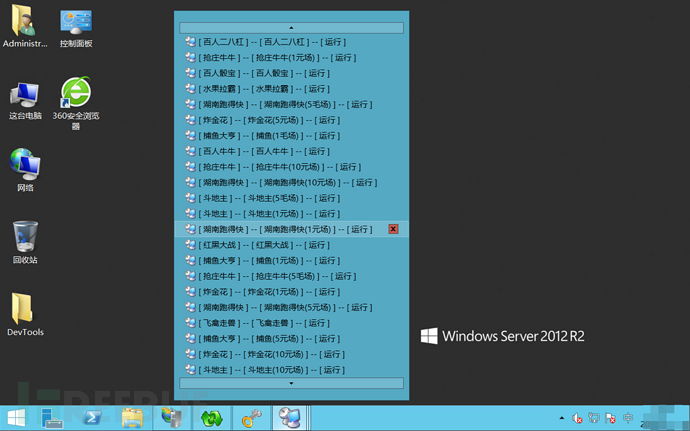 Administr...
控制面板
这台电脑
360安全浏览
器
网络
回收站
DevTools
[ 百人二八杠 ] -- [ 百人二八杠 ] -- [ 运行 ]
[ 抢庄牛牛 ] -- [ 抢庄牛牛(1元场) ] -- [ 运行 ]
[ 百人骰宝 ] -- [ 百人骰宝 ] -- [ 运行 ]
[ 水果拉霸 ] -- [ 水果拉霸 ] -- [ 运行 ]
[ 湖南跑得快 ] -- [ 湖南跑得快(5毛场) ] -- [ 运行 ]
[ 炸金花 ] -- [ 炸金花(5元场) ] -- [ 运行 ]
[ 捕鱼大亨 ] -- [ 捕鱼(1毛场) ] -- [ 运行 ]
[ 百人牛牛 ] -- [ 百人牛牛 ] -- [ 运行 ]
[ 抢庄牛牛 ] -- [ 抢庄牛牛(10元场) ] -- [ 运行 ]
[ 湖南跑得快 ] -- [ 湖南跑得快(10元场) ] -- [ 运行 ]
[ 斗地主 ] -- [ 斗地主(5毛场) ] -- [ 运行 ]
[ 斗地主 ] -- [ 斗地主(1元场) ] -- [ 运行 ]
[ 湖南跑得快 ] -- [ 湖南跑得快(1元场) ] -- [ 运行 ]
[ 红黑大战 ] -- [ 红黑大战 ] -- [ 运行 ]
[ 捕鱼大亨 ] -- [ 捕鱼(1元场) ] -- [ 运行 ]
[ 抢庄牛牛 ] -- [ 抢庄牛牛(5毛场) ] -- [ 运行 ]
[ 炸金花 ] -- [ 炸金花(1元场) ] -- [ 运行 ]
[ 湖南跑得快 ] -- [ 湖南跑得快(5元场) ] -- [ 运行 ]
[ 飞禽走兽 ] -- [ 飞禽走兽 ] -- [ 运行 ]
[ 捕鱼大亨 ] -- [ 捕鱼(5元场) ] -- [ 运行 ]
[ 炸金花 ] -- [ 炸金花(10元场) ] -- [ 运行 ]
[ 斗地主 ] -- [ 斗地主(10元场) ] -- [ 运行 ]
Windows Server 2012 R2
中